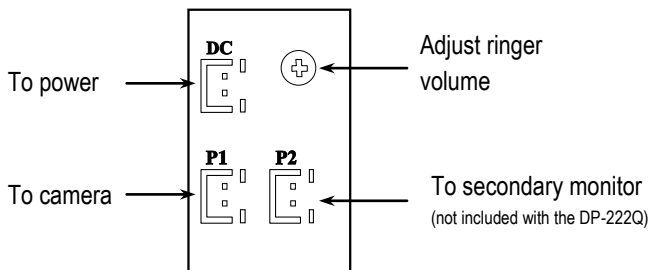 DC
Adjust ringer
volume
To power
P1
P2
To camera
To secondary monitor
(not included with the DP-222Q)